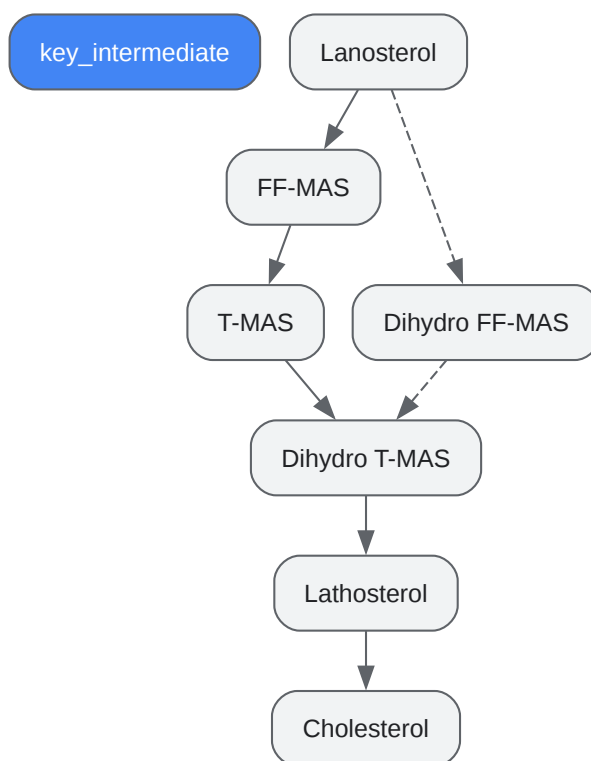 key_intermediate
Lanosterol
FF-MAS
T-MAS
Dihydro FF-MAS
Dihydro T-MAS
Lathosterol
Cholesterol